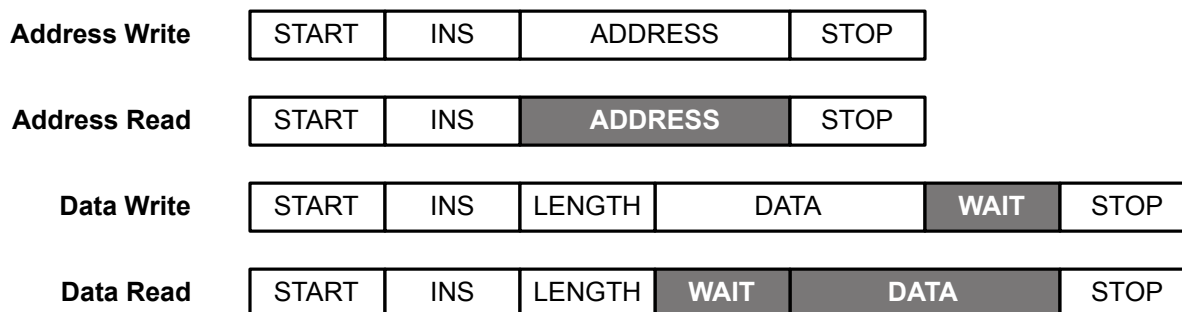 Address Write START INS ADDRESS STOP
Address Read START INS ADDRESS STOP
Data Write START INS LENGTH DATA WAIT STOP
Data Read START INS LENGTH WAIT DATA STOP